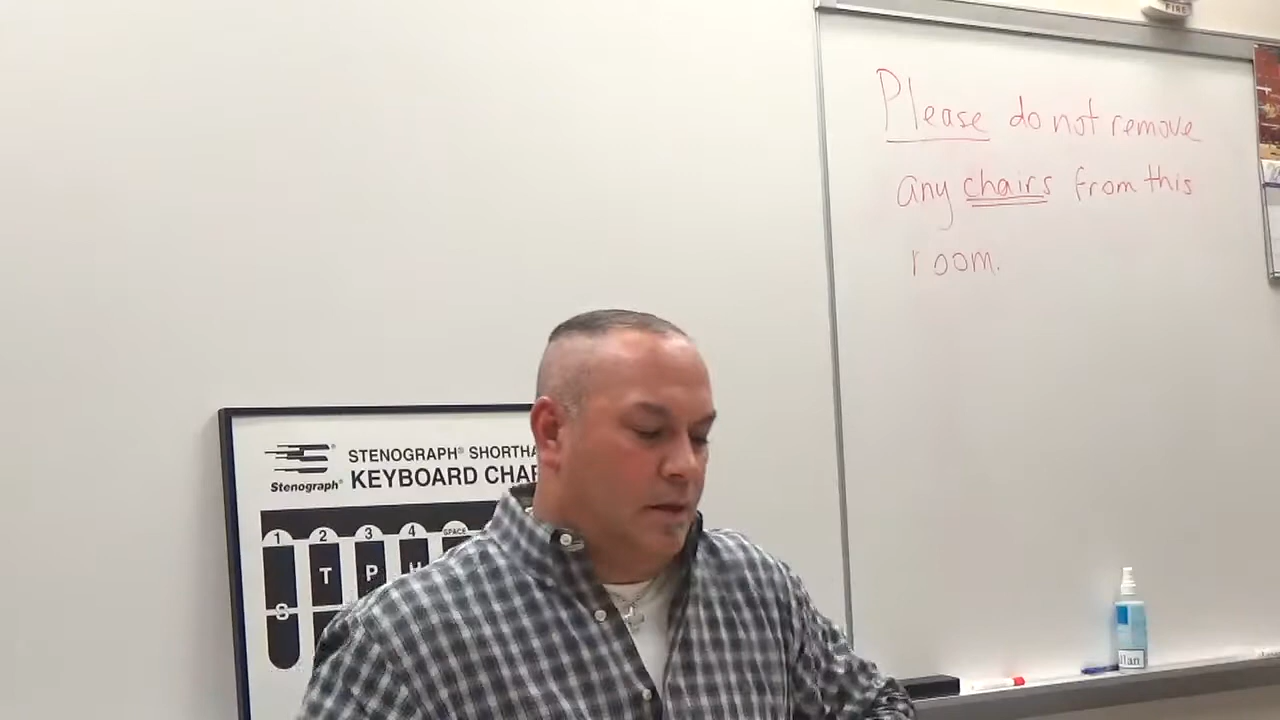 FIRE
Please do not remove
any chairs from this
room.
STENOGRAPH® SHORTHA
KEYBOARD CHAR
Stenograph®
1 2 3 4 SPACE
T P H
S